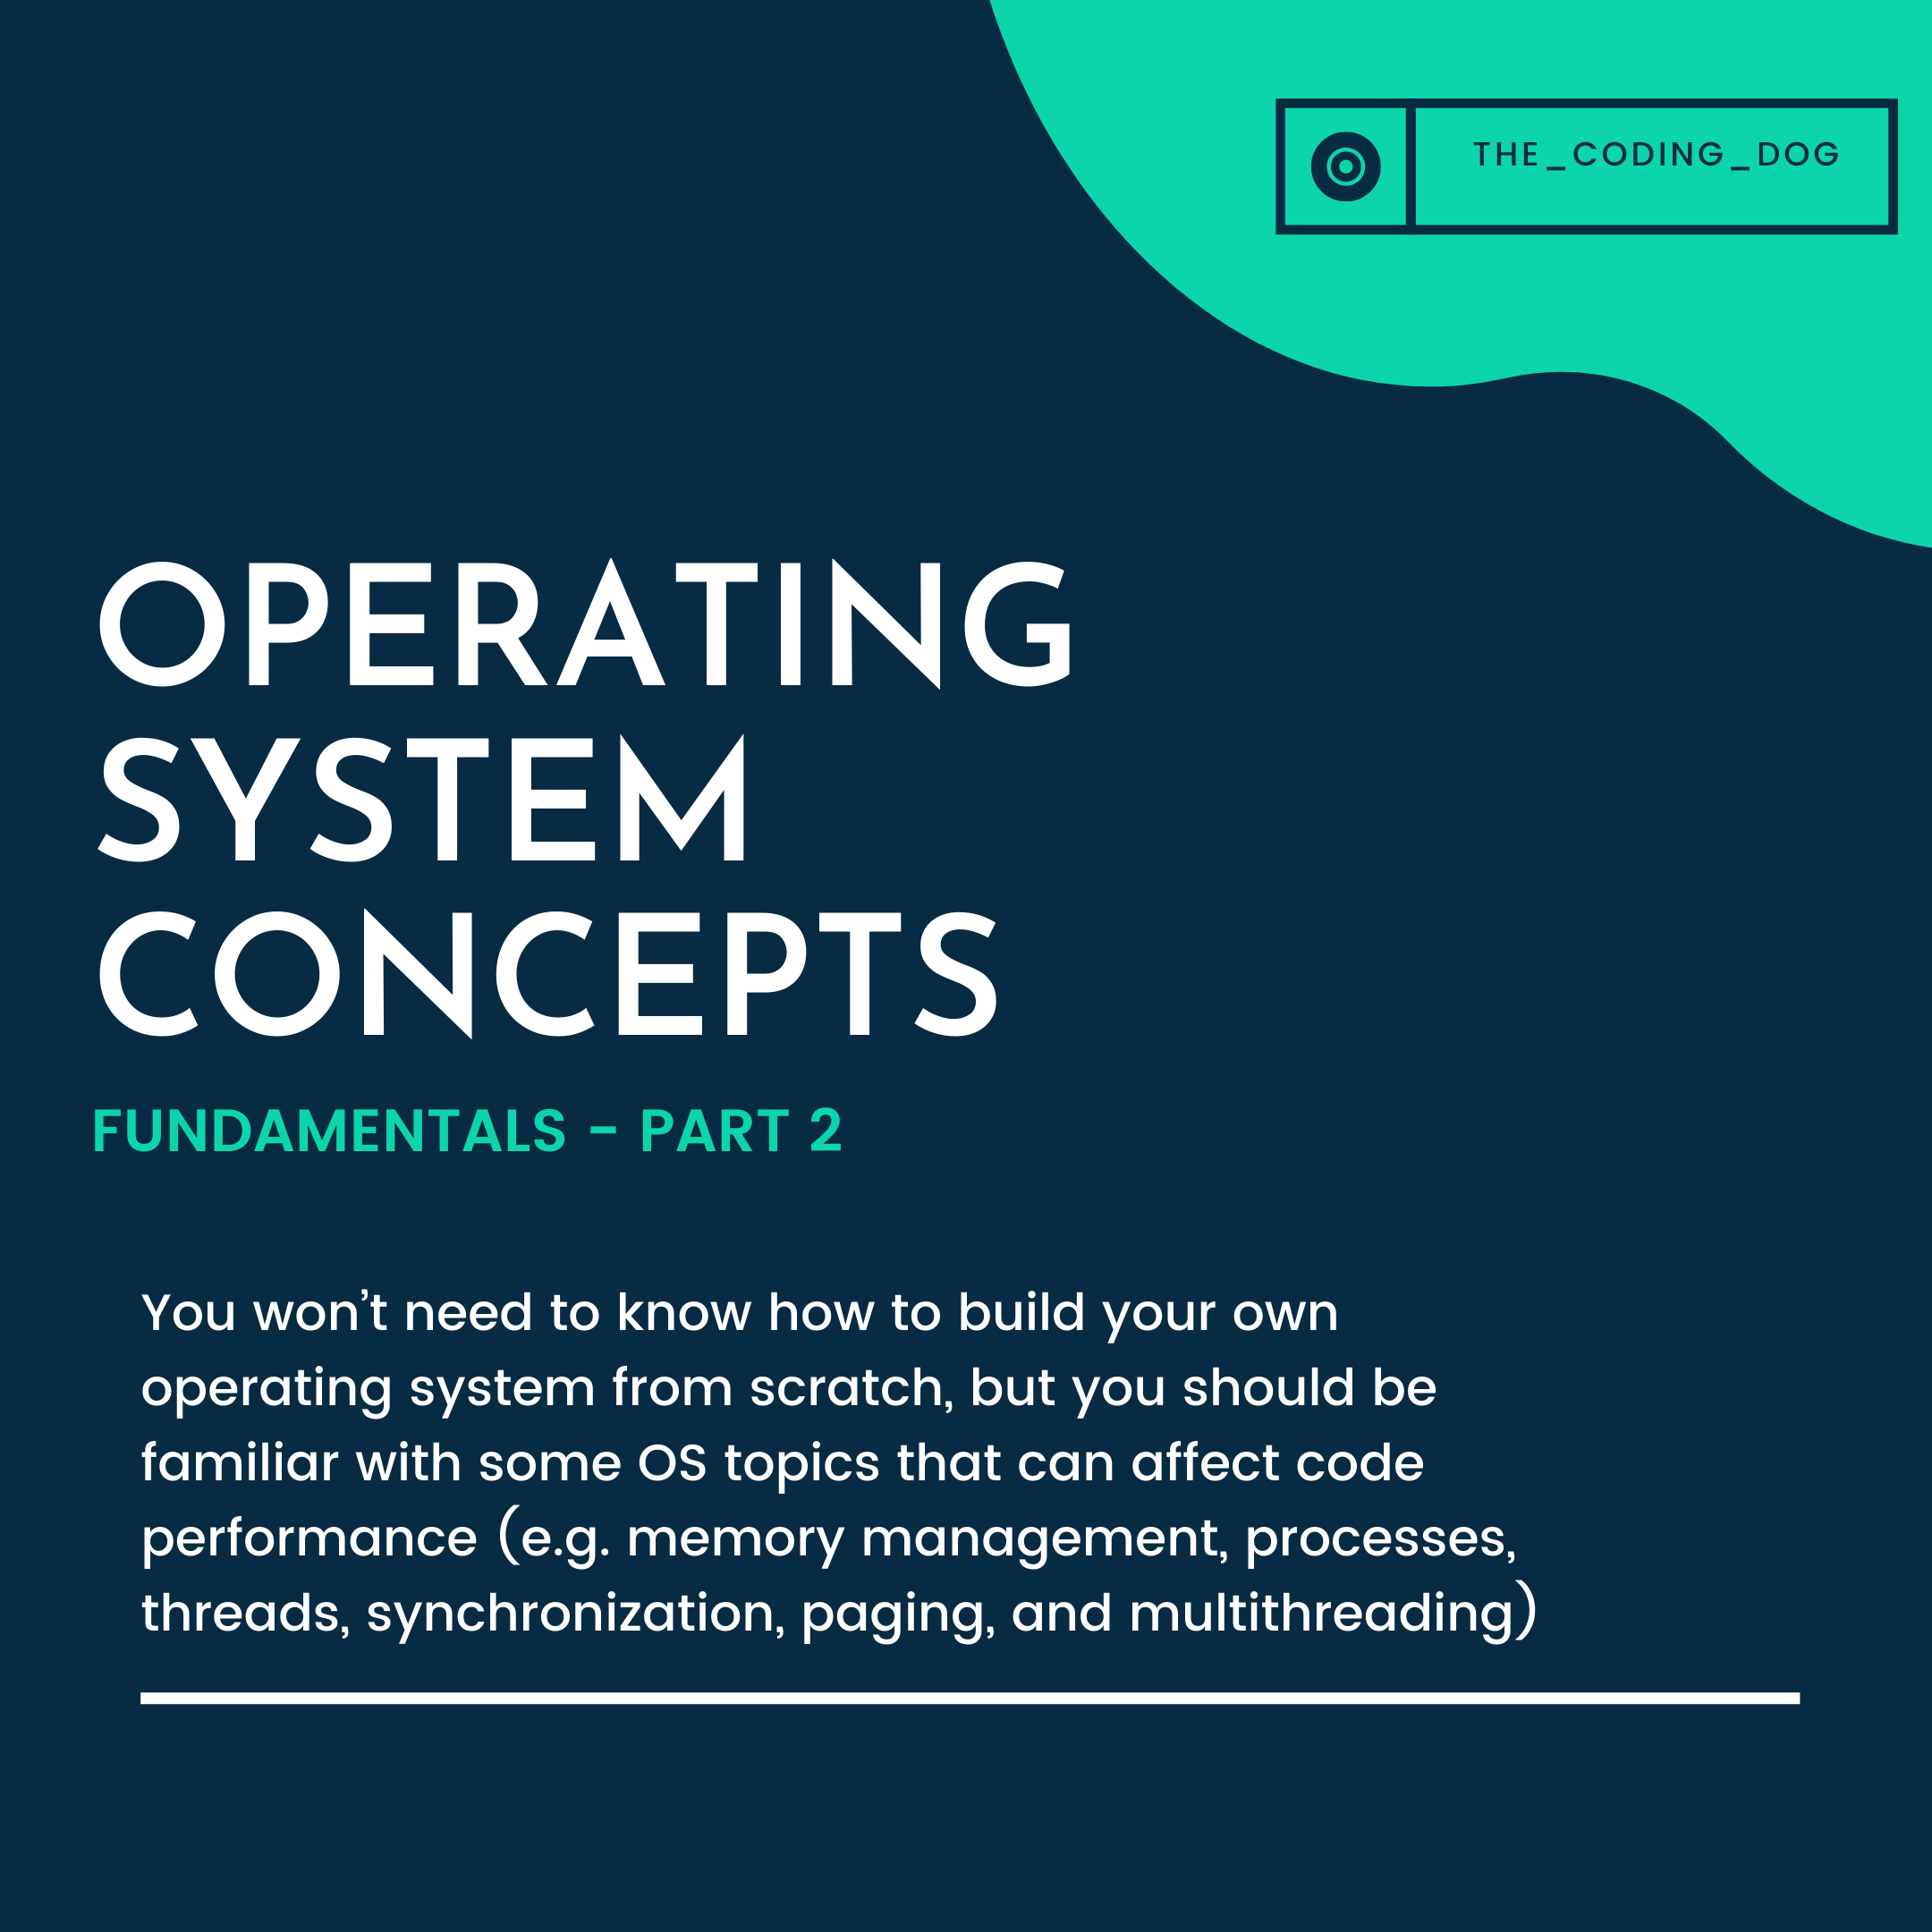 THE_CODING_DOG
OPERATING
SYSTEM
CONCEPTS
FUNDAMENTALS - PART 2
You won't need to know how to build your own
operating system from scratch, but you should be
familiar with some OS topics that can affect code
performance (e.g. memory management, processes,
threads, synchronization, paging, and multithreading)